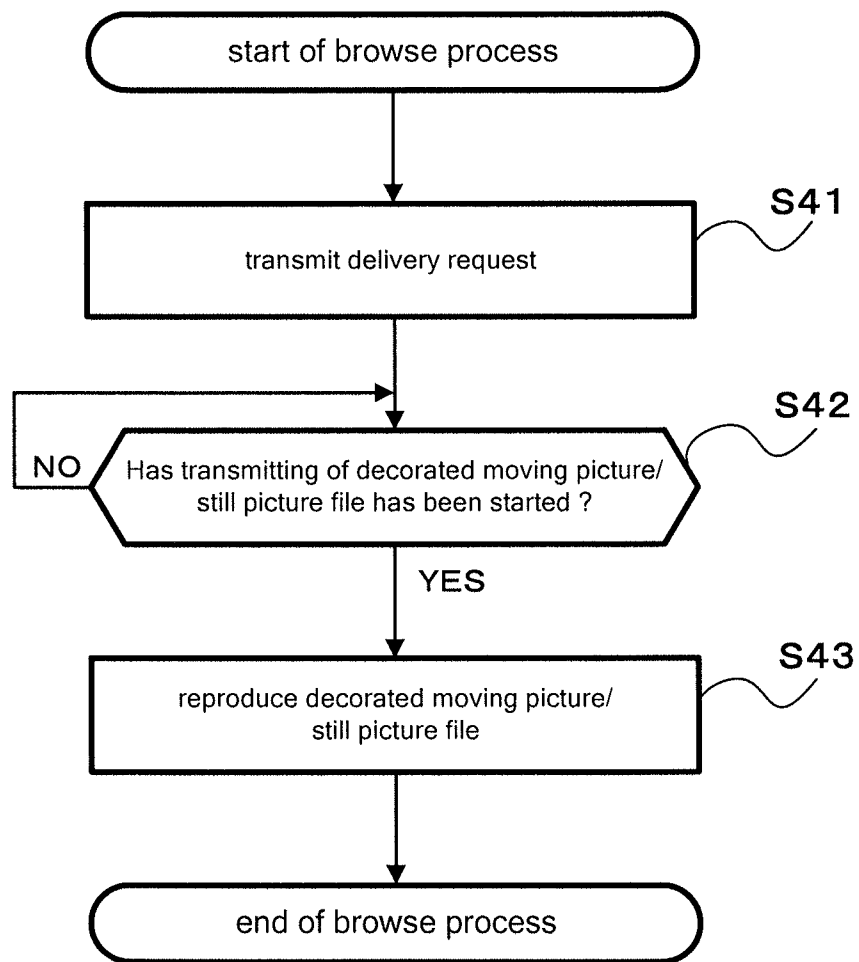 start of browse process
S41
transmit delivery request
S42
NO
Has transmitting of decorated moving picture/
still picture file has been started ?
YES
S43
reproduce decorated moving picture/
still picture file
end of browse process